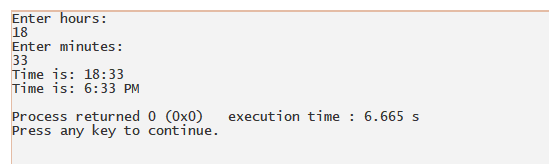 Enter hours:
18
Enter minutes:
33
Time is: 18:33
Time is: 6:33 PM
Process returned 0 (0x0)   execution time : 6.665 s
Press any key to continue.